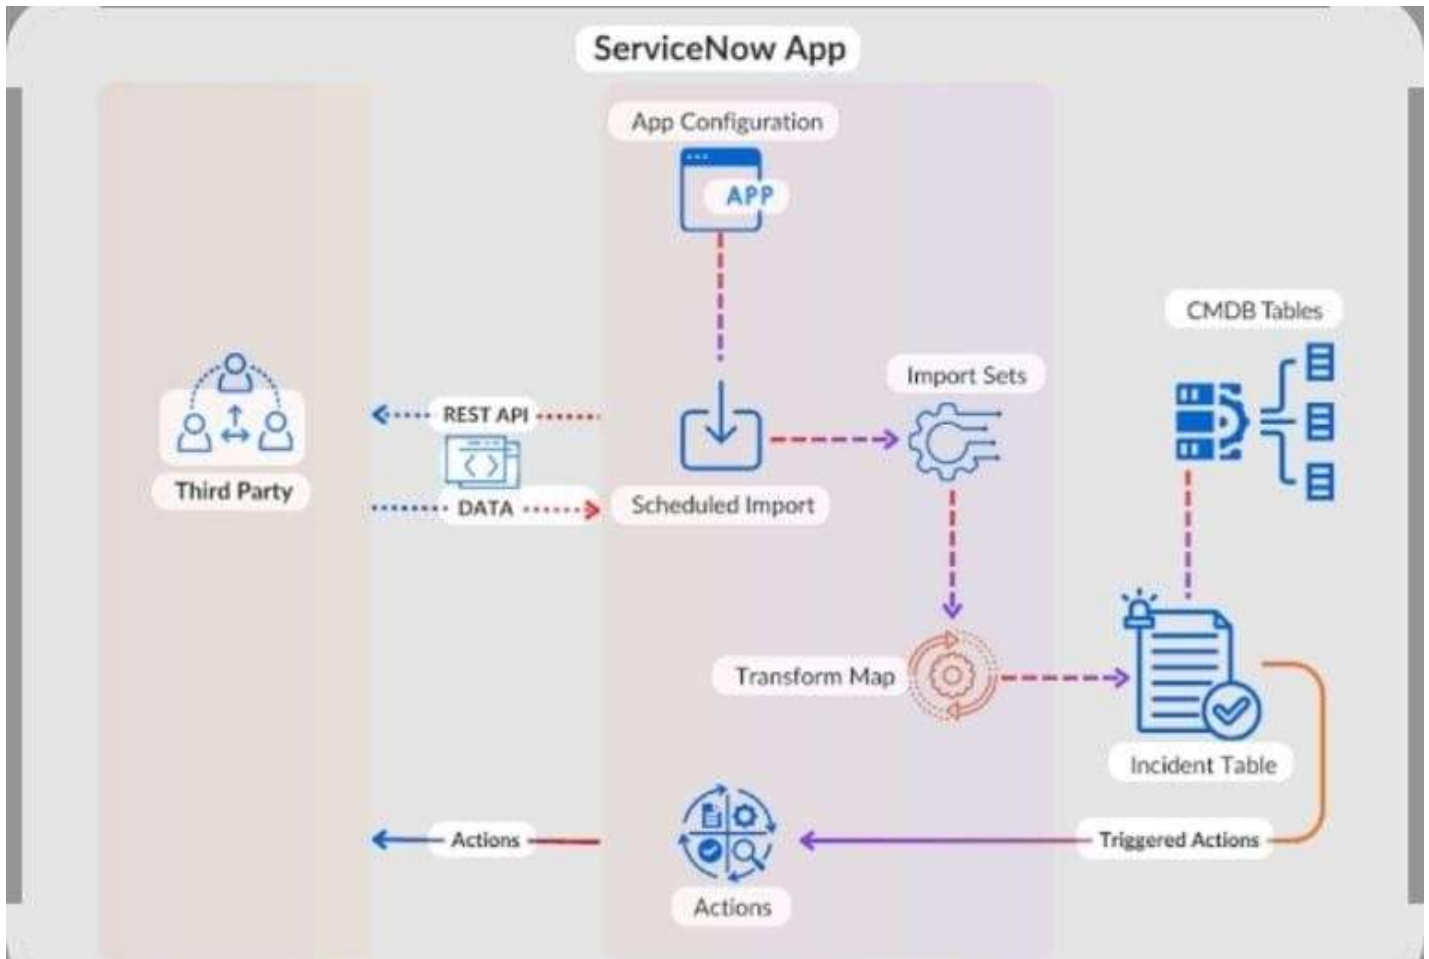 ServiceNow App
App Configuration
APP
CMDB Tables
Import Sets
REST API
Third Party
DATA
Scheduled Import
Transform Map
Incident Table
Actions
Triggered Actions
Actions